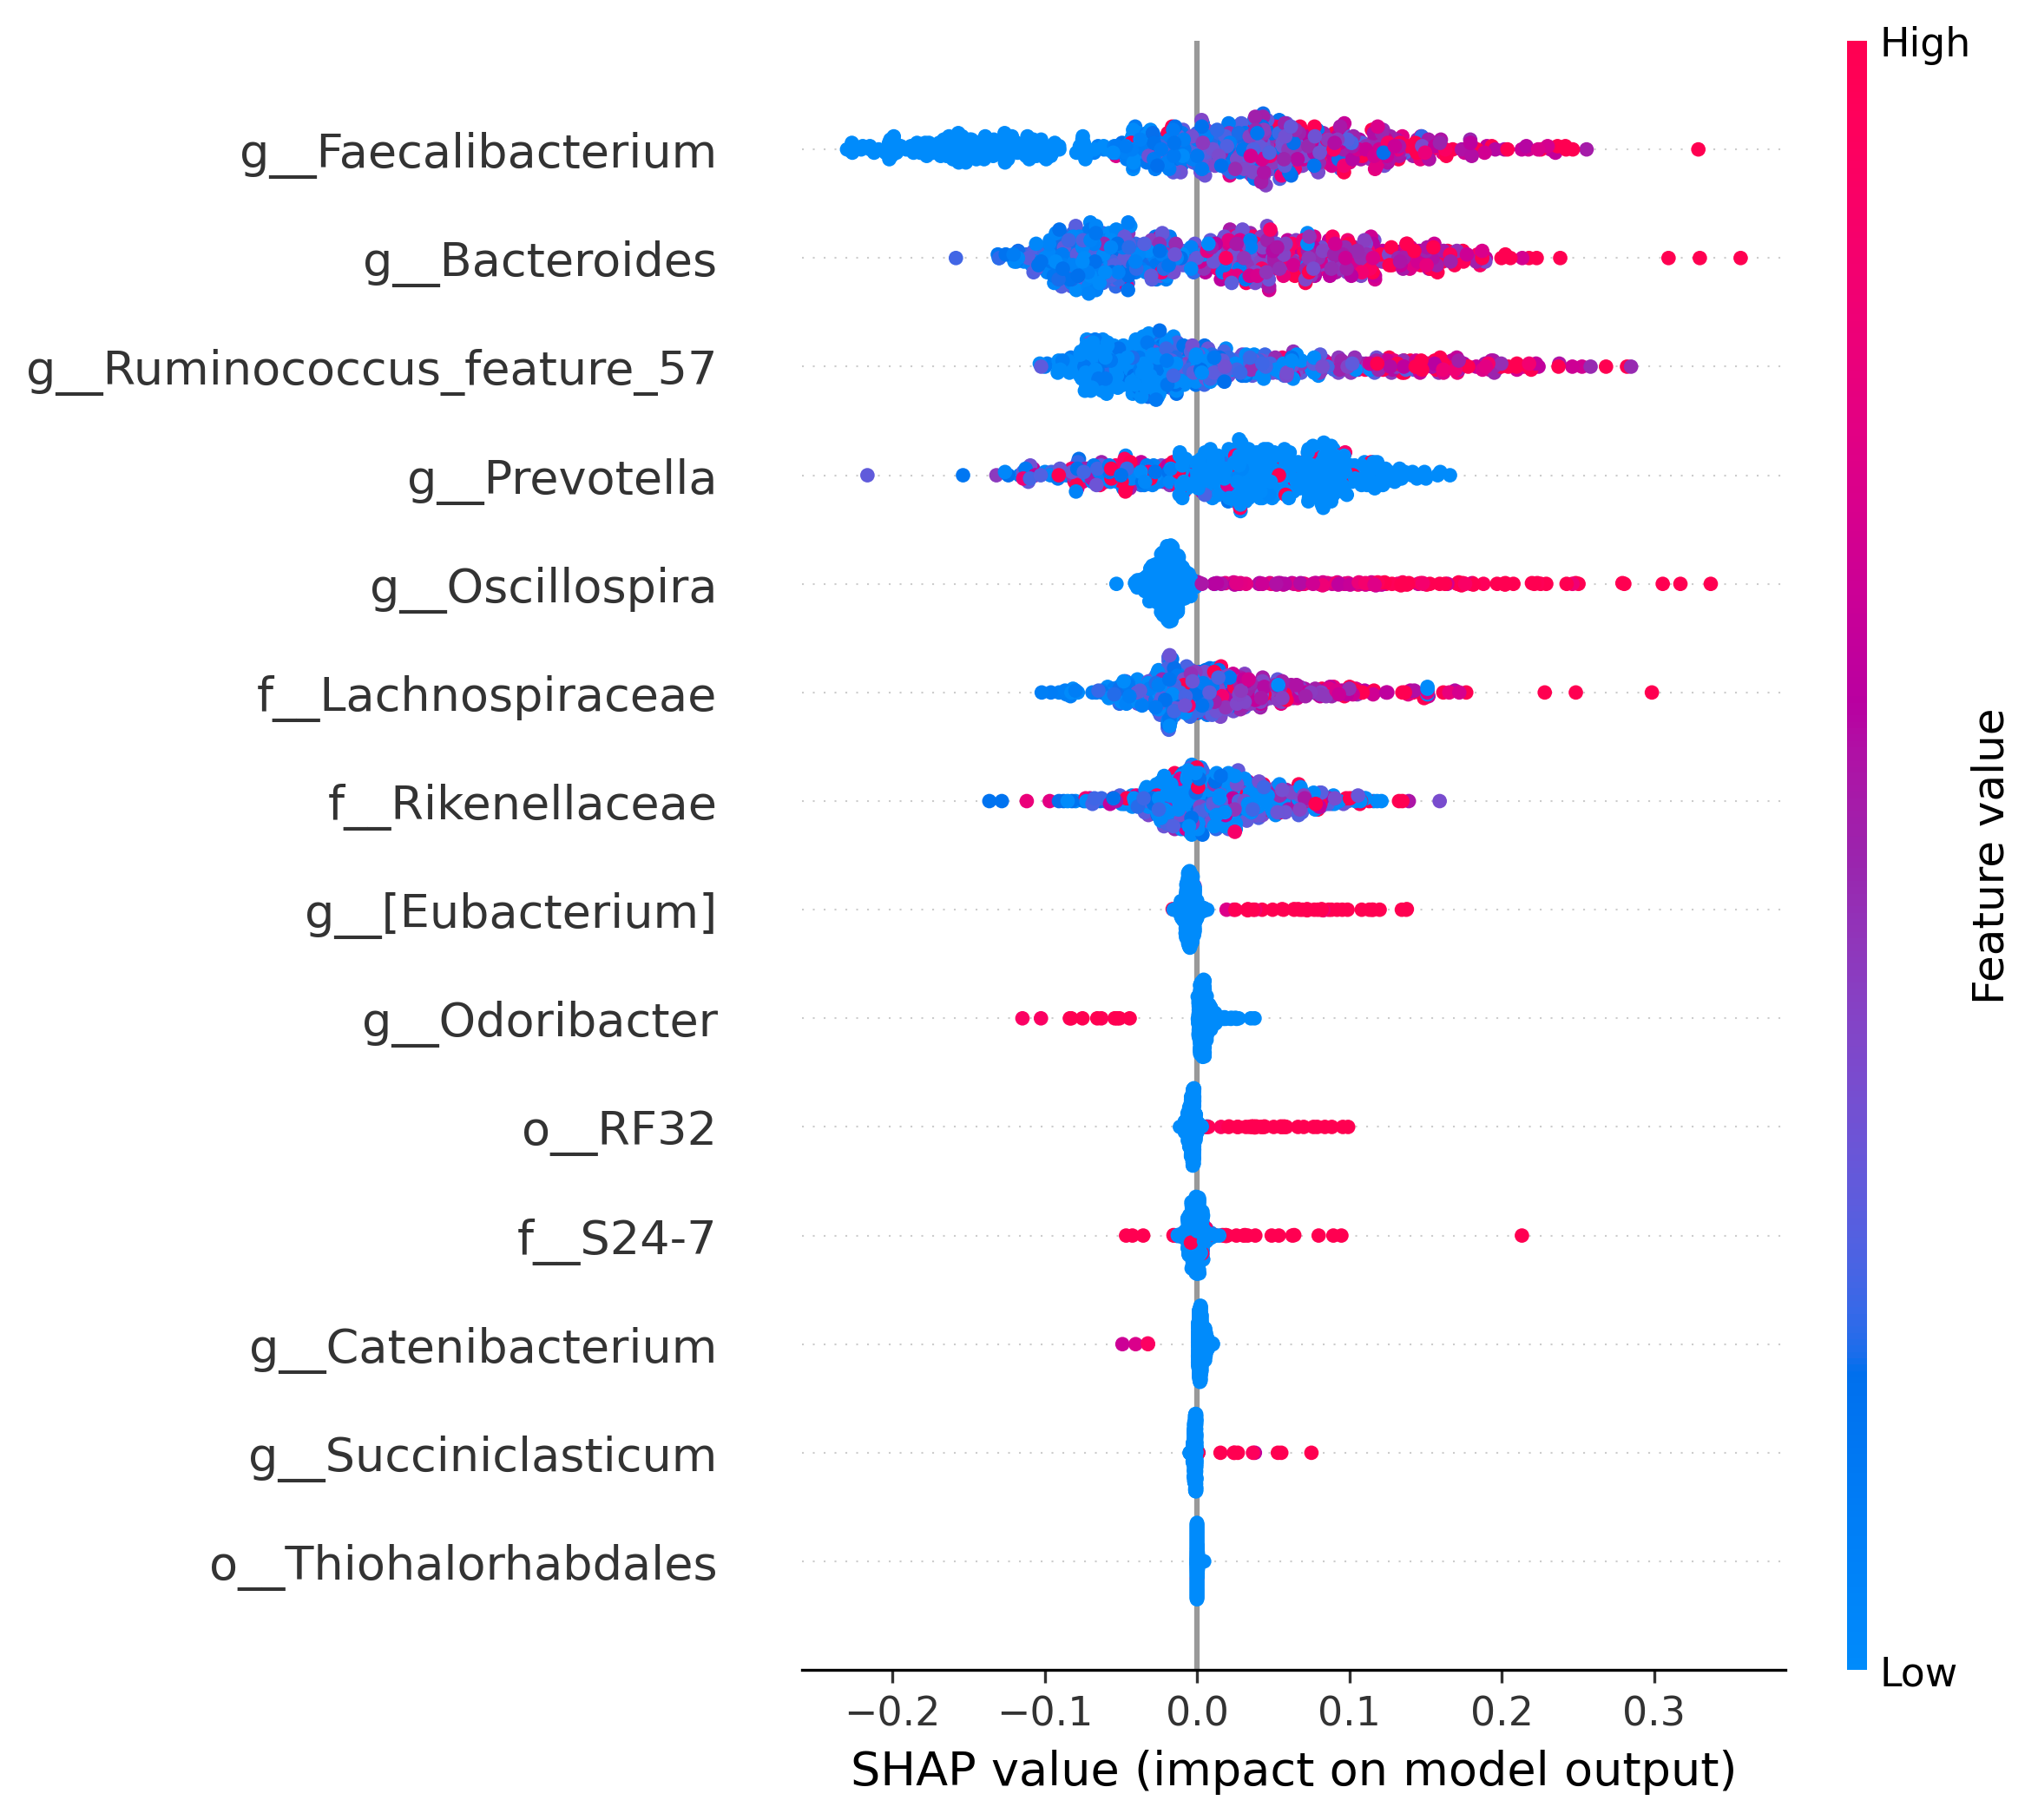 High
g__Faecalibacterium
g__Bacteroides
g__Ruminococcus_feature_57
g__Prevotella
g__Oscillospira
f__Lachnospiraceae
f__Rikenellaceae
g__[Eubacterium]
g__Odoribacter
o__RF32
f__S24-7
g__Catenibacterium
g__Succiniclasticum
o__Thiohalorhabdales
Feature value
Low
−0.2 −0.1 0.0 0.1 0.2 0.3
SHAP value (impact on model output)